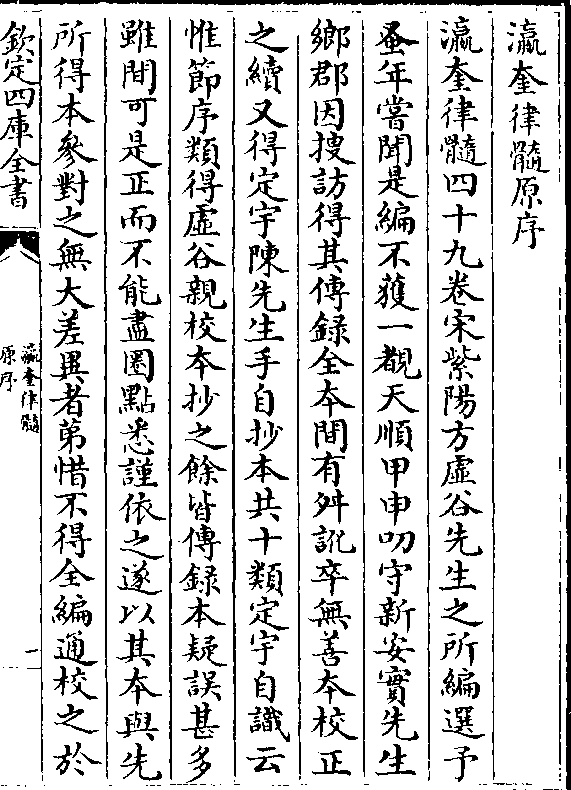 瀛奎律髓原序
瀛奎律髓四十九卷宋紫陽方虛谷先生之所編選予
蚤年嘗聞是編不獲一覩天順甲申叨守新安實先生
鄉郡因搜訪得其傳録全本間有舛訛卒無善本校正
之續又得定宇陳先生手自抄本共十類定宇自識云
惟節序類得虛谷親校本抄之餘皆傳録本疑誤甚多
雖間可是正而不能盡圏點悉謹依之遂以其本與先
所得本參對之無大差異者苐惜不得全編通校之於
欽定四庫全書
瀛奎律髓
原序
一